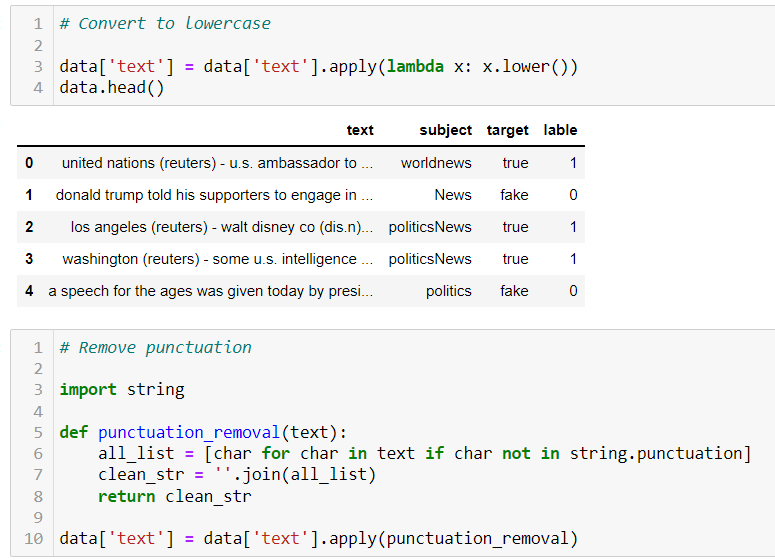 1 # Convert to lowercase
2
3 data['text'] = data['text'].apply(lambda x: x.lower())
4 data.head()
text subject target lable
0 united nations (reuters) - u.s. ambassador to ... worldnews true 1
1 donald trump told his supporters to engage in ... News fake 0
2 los angeles (reuters) - walt disney co (dis.n)... politicsNews true 1
3 washington (reuters) - some u.s. intelligence ... politicsNews true 1
4 a speech for the ages was given today by presi... politics fake 0
1 # Remove punctuation
2
3 import string
4
5 def punctuation_removal(text):
6     all_list = [char for char in text if char not in string.punctuation]
7     clean_str = ''.join(all_list)
8     return clean_str
9
10 data['text'] = data['text'].apply(punctuation_removal)